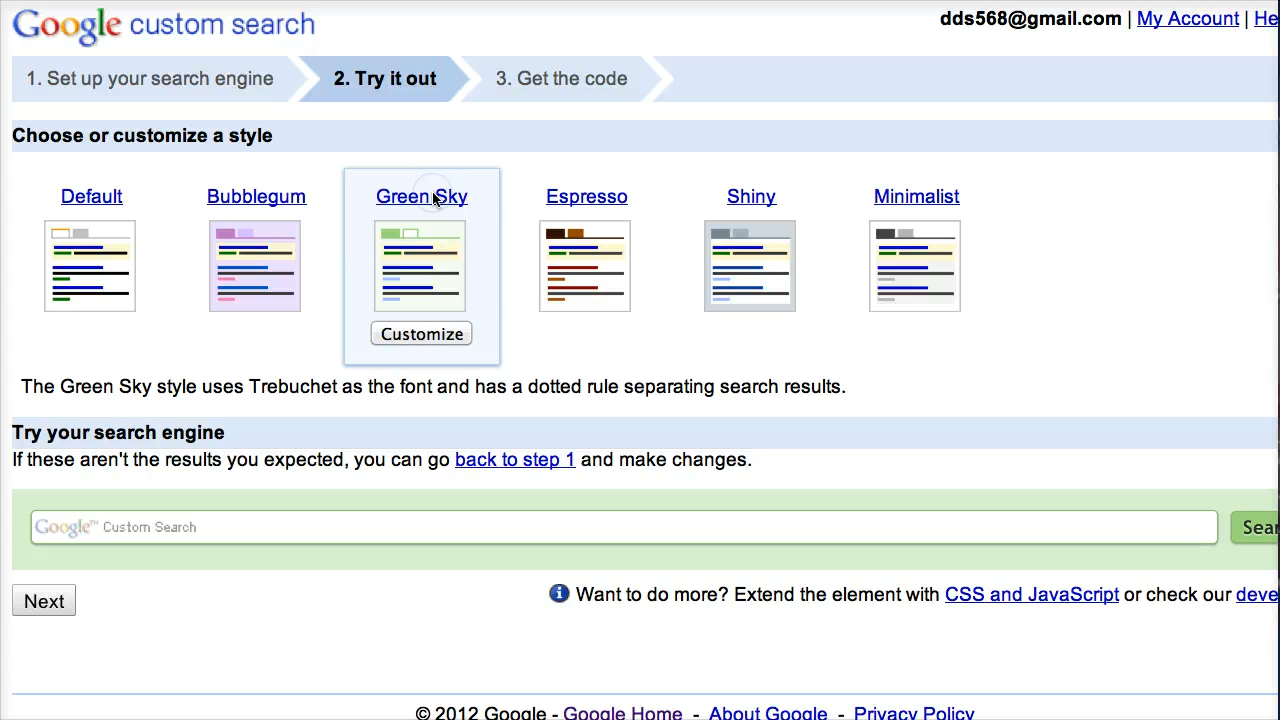 Google custom search
dds568@gmail.com | My Account | He
1. Set up your search engine
2. Try it out
3. Get the code
Choose or customize a style
Default
Bubblegum
Green Sky
Espresso
Shiny
Minimalist
Customize
The Green Sky style uses Trebuchet as the font and has a dotted rule separating search results.
Try your search engine
If these aren't the results you expected, you can go back to step 1 and make changes.
Google™ Custom Search
Sear
Next
Want to do more? Extend the element with CSS and JavaScript or check our deve
© 2012 Google - Google Home - About Google - Privacy Policy